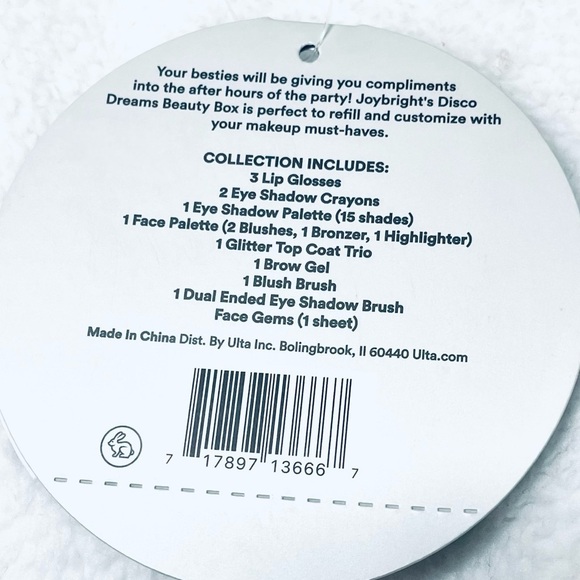 Your besties will be giving you compliments
into the after hours of the party! Joybright's Disco
Dreams Beauty Box is perfect to refill and customize with
your makeup must-haves.
COLLECTION INCLUDES:
3 Lip Glosses
2 Eye Shadow Crayons
1 Eye Shadow Palette (15 shades)
1 Face Palette (2 Blushes, 1 Bronzer, 1 Highlighter)
1 Glitter Top Coat Trio
1 Brow Gel
1 Blush Brush
1 Dual Ended Eye Shadow Brush
Face Gems (1 sheet)
Made In China Dist. By Ulta Inc. Bolingbrook, Il 60440 Ulta.com
7 17897 13666 7